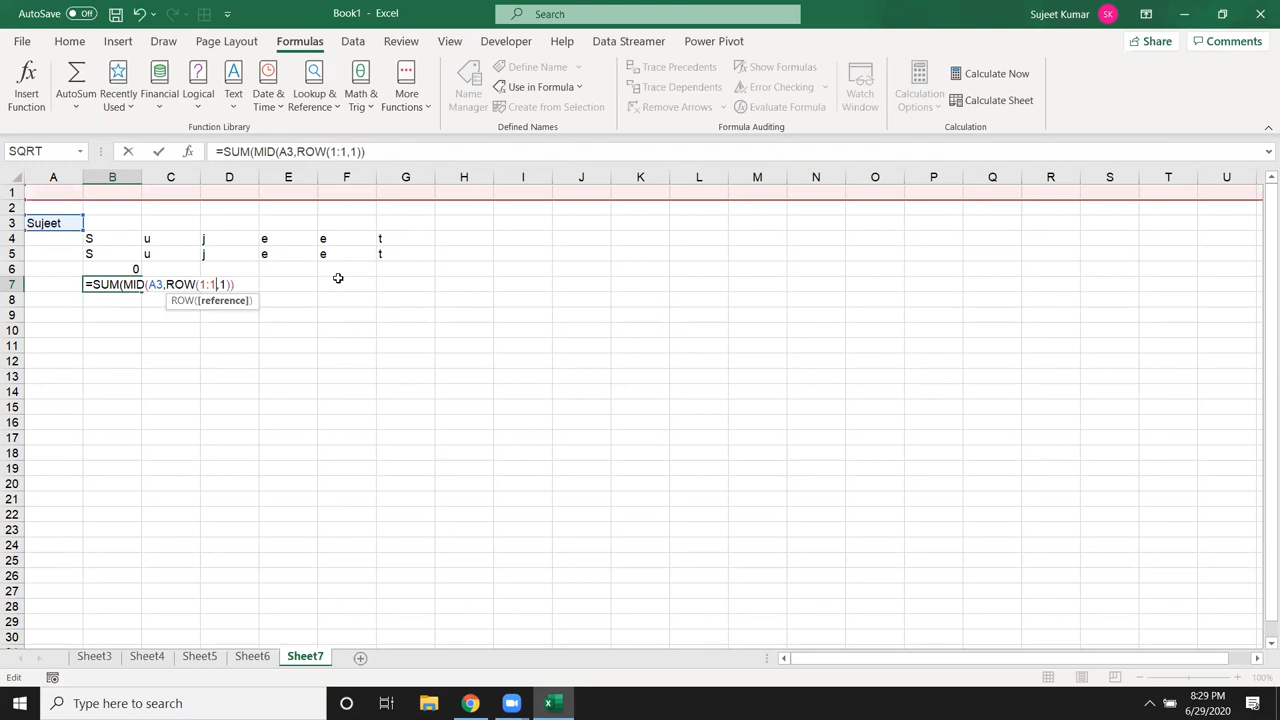 AutoSave Off Book1 - Excel Search Sujeet Kumar SK
File Home Insert Draw Page Layout Formulas Data Review View Developer Help Data Streamer Power Pivot Share Comments
Insert Function
AutoSum
Recently Used
Financial
Logical
Text
Date & Time
Lookup & Reference
Math & Trig
More Functions
Function Library
Name Manager
Define Name
Use in Formula
Create from Selection
Defined Names
Trace Precedents
Trace Dependents
Remove Arrows
Show Formulas
Error Checking
Evaluate Formula
Formula Auditing
Watch Window
Calculation Options
Calculate Now
Calculate Sheet
Calculation
SQRT fx =SUM(MID(A3,ROW(1:1,1))
A B C D E F G H I J K L M N O P Q R S T U
1
2
3 Sujeet
4 S u j e e t
5 S u j e e t
6 0
7 =SUM(MID(A3,ROW(1:1,1))
8 ROW([reference])
9
10
11
12
13
14
15
16
17
18
19
20
21
22
23
24
25
26
27
28
29
30
Sheet3 Sheet4 Sheet5 Sheet6 Sheet7
Edit 100%
Type here to search
8:29 PM
6/29/2020